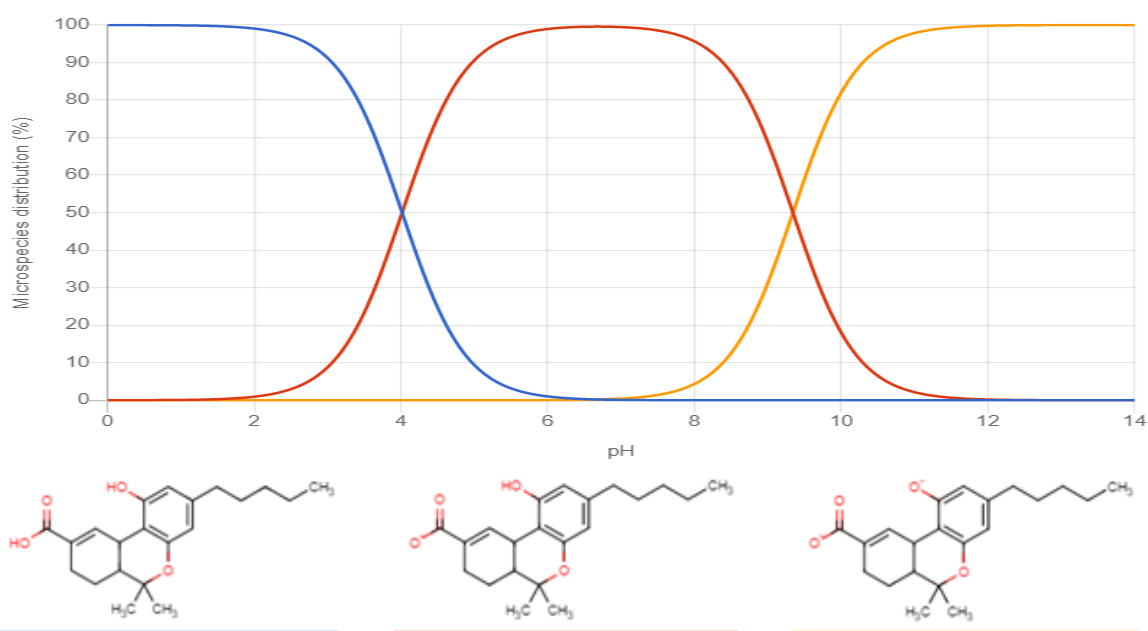 Microspecies distribution (%)
100
90
80
70
60
50
40
30
20
10
0
0 2 4 6 8 10 12 14
pH
HO CH₃ O HO O H₃C CH₃
HO CH₃ O O⁻ O H₃C CH₃
O⁻ CH₃ O O⁻ O H₃C CH₃